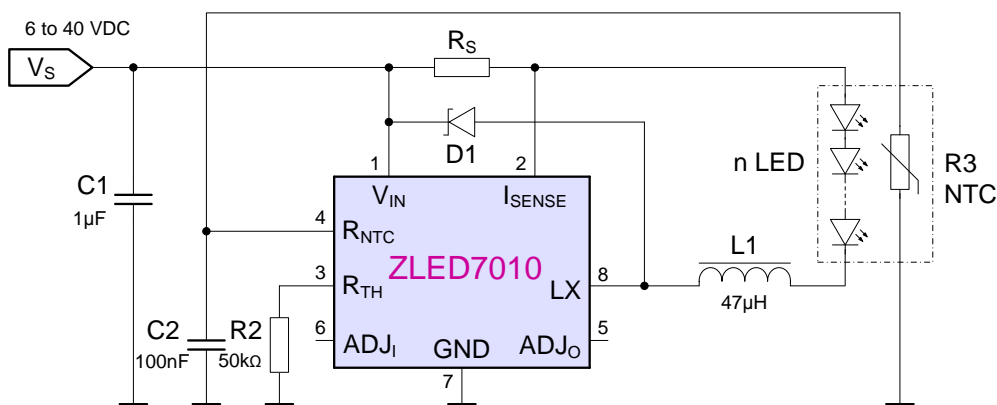 6 to 40 VDC
VS
RS
D1
C1
1µF
n LED
R3
NTC
1
2
VIN
ISENSE
4
RNTC
ZLED7010
3
RTH
LX
8
L1
47µH
C2
100nF
R2
50kΩ
6
ADJI
GND
ADJO
5
7